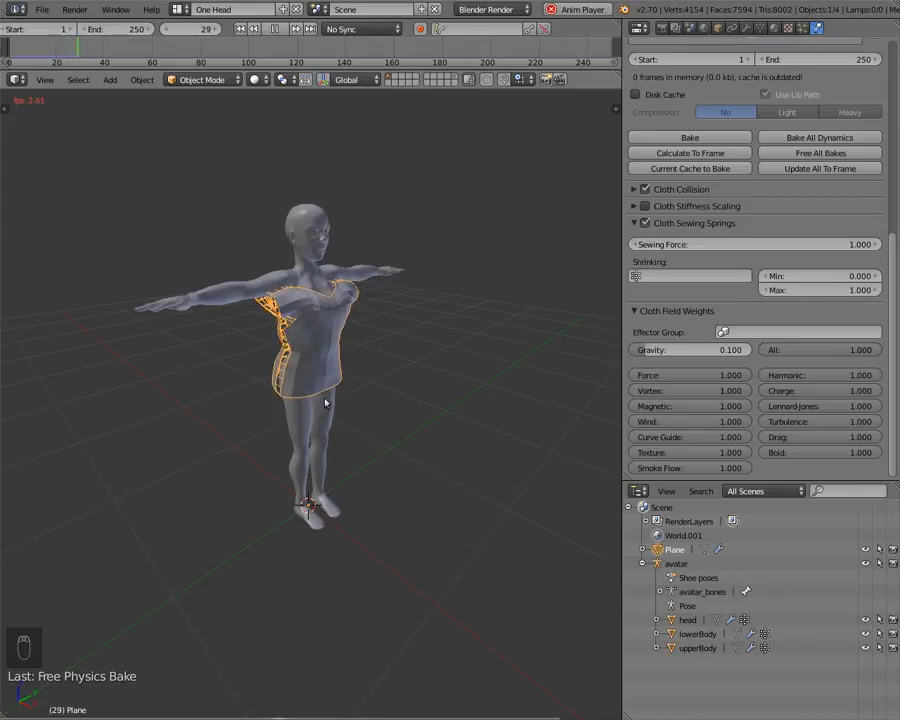 File Render Window Help One Head Scene Blender Render Anim Player v2.70 | Verts:4154 | Faces:7594 | Tris:8002 | Objects:1/4 | Lamps:0/0
Start: 1 End: 250 29 No Sync
0 20 40 60 80 100 120 140 160 180 200 220 240
View Select Add Object Object Mode Global
fps: 2.61
Start: 1 End: 250
0 frames in memory (0.0 kb), cache is outdated!
Disk Cache Use Lib Path
Compression: No Light Heavy
Bake Bake All Dynamics
Calculate To Frame Free All Bakes
Current Cache to Bake Update All To Frame
Cloth Collision
Cloth Stiffness Scaling
Cloth Sewing Springs
Sewing Force: 1.000
Shrinking:
Min: 0.000
Max: 1.000
Cloth Field Weights
Effector Group:
Gravity: 0.100 All: 1.000
Force: 1.000 Harmonic: 1.000
Vortex: 1.000 Charge: 1.000
Magnetic: 1.000 Lennard-Jones: 1.000
Wind: 1.000 Turbulence: 1.000
Curve Guide: 1.000 Drag: 1.000
Texture: 1.000 Boid: 1.000
Smoke Flow: 1.000
View Search All Scenes
Scene
RenderLayers
World.001
Plane
avatar
Shoe poses
avatar_bones
Pose
head
lowerBody
upperBody
Last: Free Physics Bake
(29) Plane